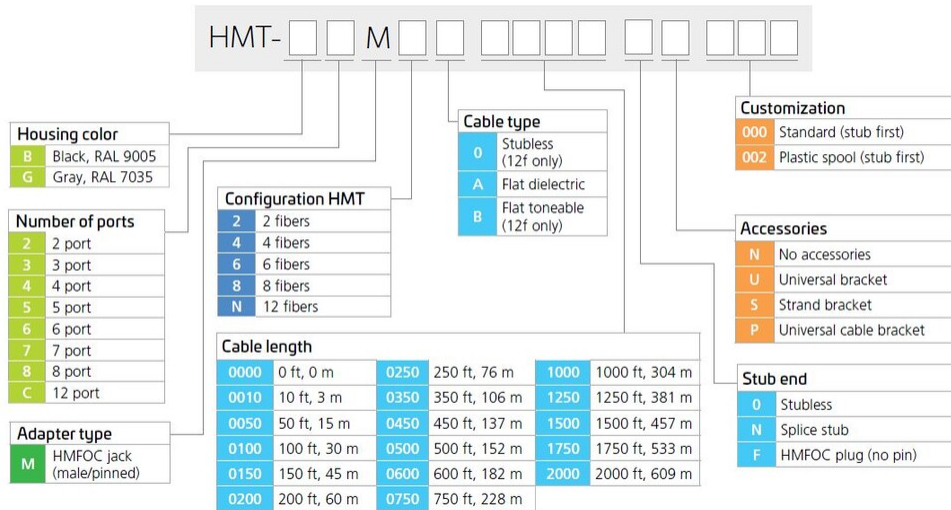 HMT- M
Housing color
B Black, RAL 9005
G Gray, RAL 7035
Number of ports
2 2 port
3 3 port
4 4 port
5 5 port
6 6 port
7 7 port
8 8 port
C 12 port
Adapter type
M HMFOC jack
(male/pinned)
Configuration HMT
2 2 fibers
4 4 fibers
6 6 fibers
8 8 fibers
N 12 fibers
Cable type
0 Stubless
(12f only)
A Flat dielectric
B Flat toneable
(12f only)
Cable length
0000 0 ft, 0 m 0250 250 ft, 76 m 1000 1000 ft, 304 m
0010 10 ft, 3 m 0350 350 ft, 106 m 1250 1250 ft, 381 m
0050 50 ft, 15 m 0450 450 ft, 137 m 1500 1500 ft, 457 m
0100 100 ft, 30 m 0500 500 ft, 152 m 1750 1750 ft, 533 m
0150 150 ft, 45 m 0600 600 ft, 182 m 2000 2000 ft, 609 m
0200 200 ft, 60 m 0750 750 ft, 228 m
Customization
000 Standard (stub first)
002 Plastic spool (stub first)
Accessories
N No accessories
U Universal bracket
S Strand bracket
P Universal cable bracket
Stub end
0 Stubless
N Splice stub
F HMFOC plug (no pin)